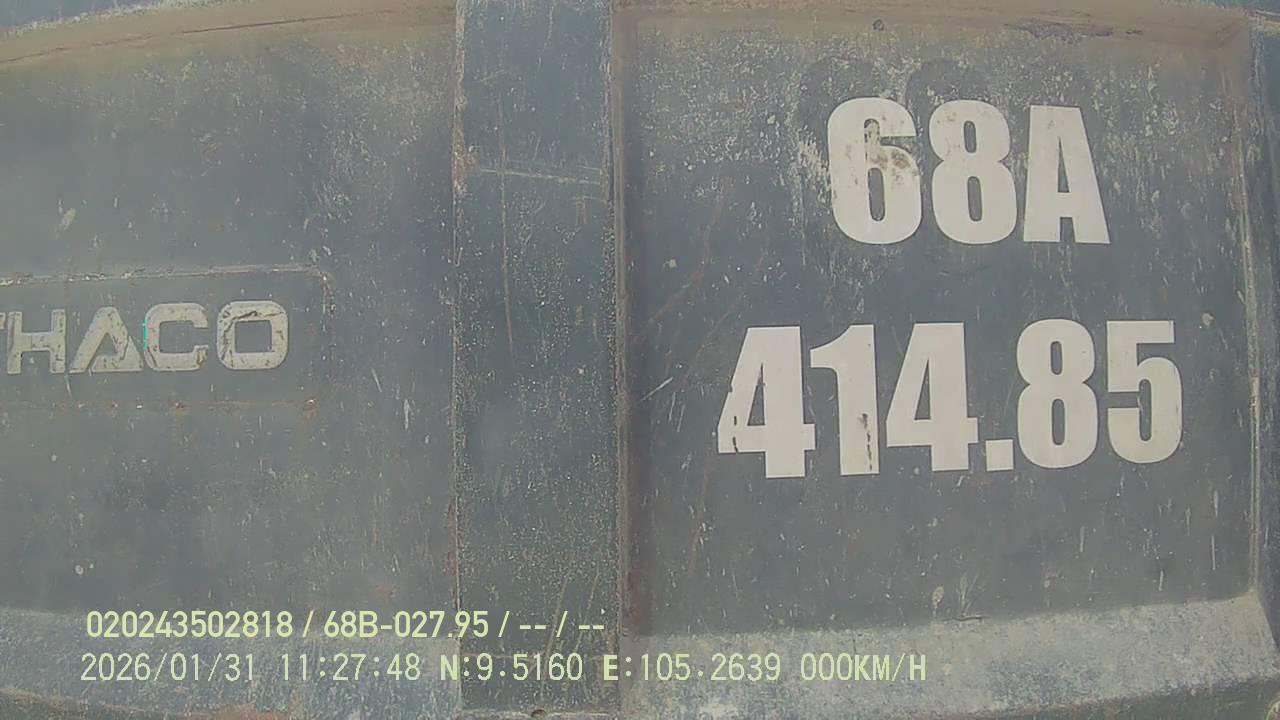 THACO
68A
414.85
020243502818 / 68B-027.95 / -- / --
2026/01/31 11:27:48 N:9.5160 E:105.2639 000KM/H